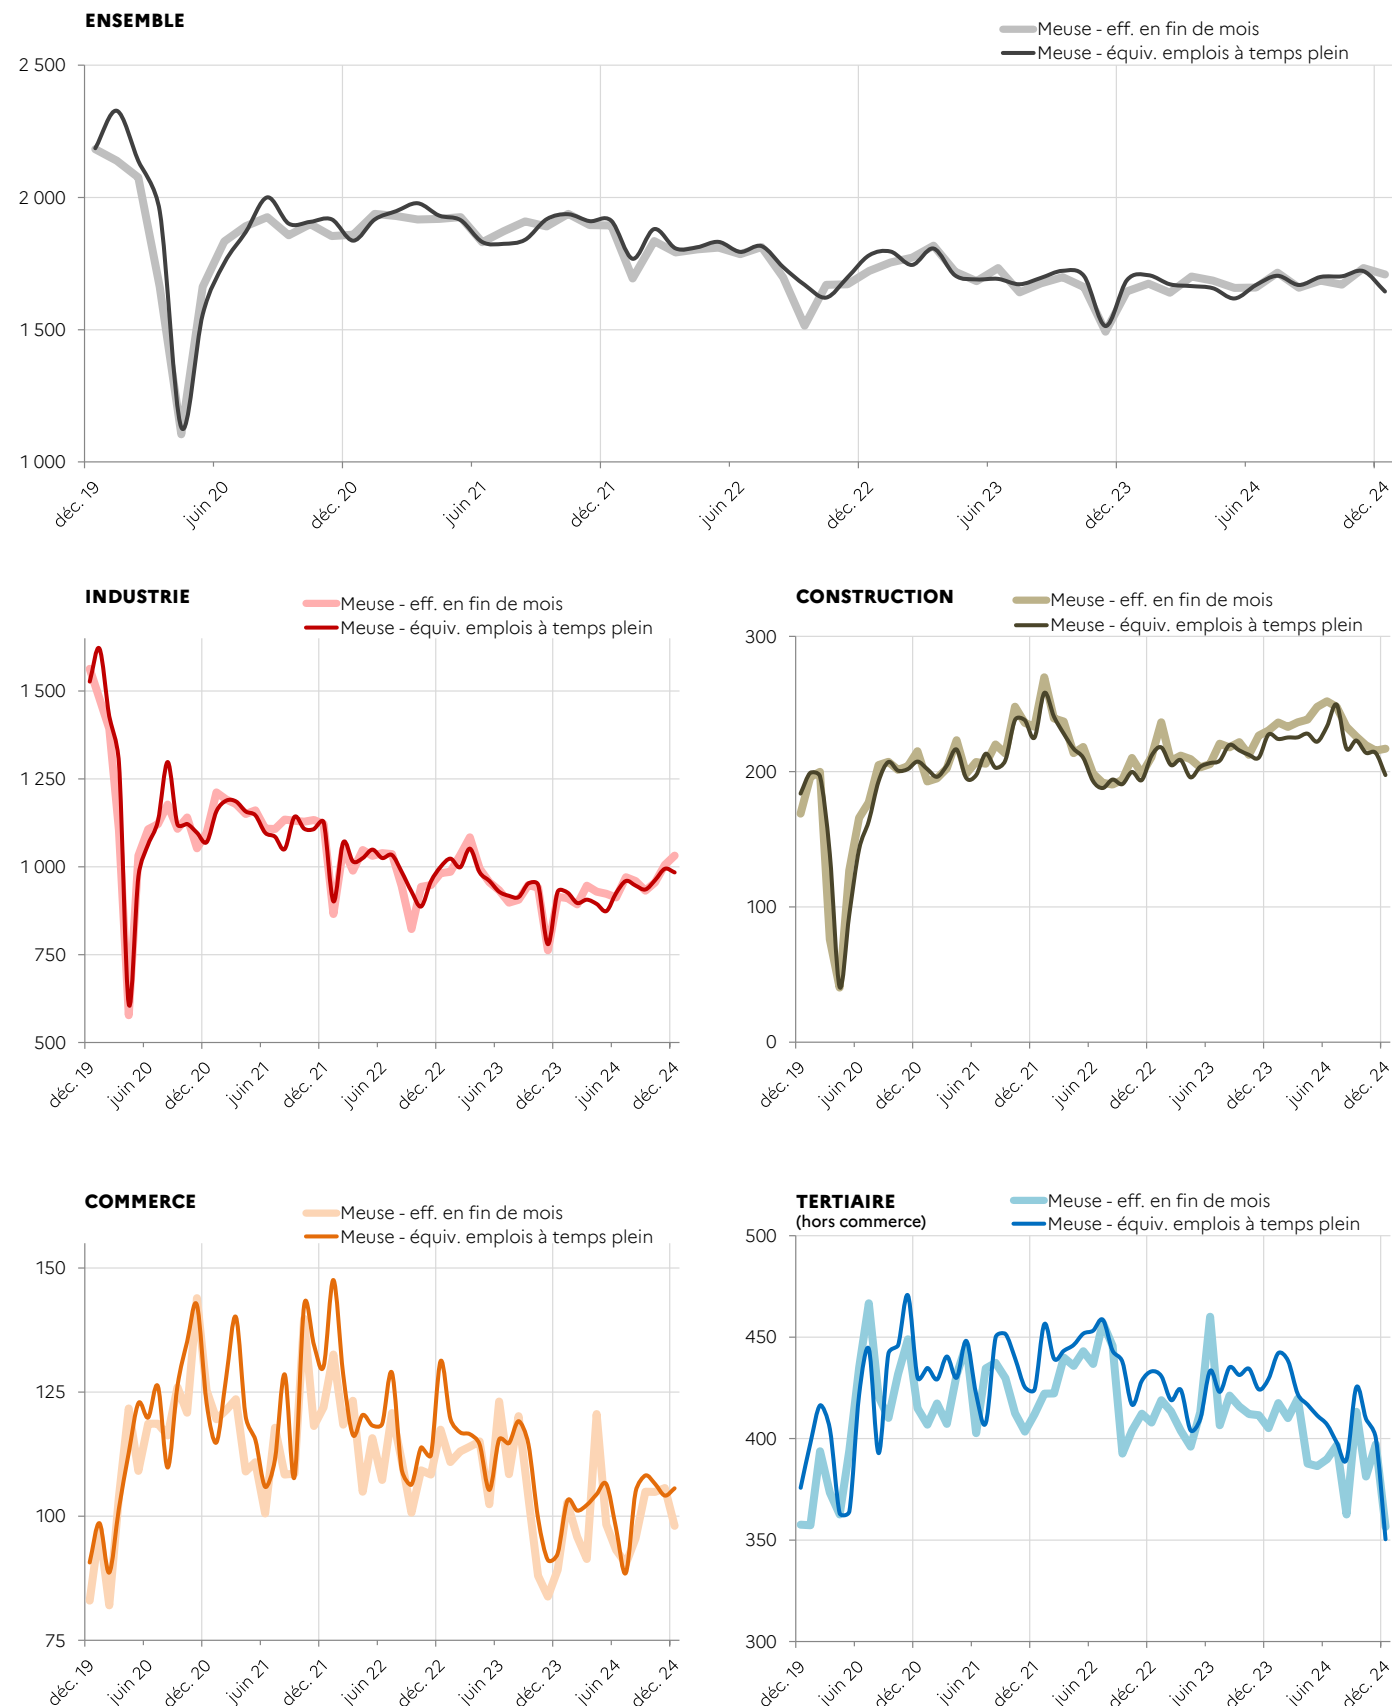 ENSEMBLE
Meuse - eff. en fin de mois
Meuse - équiv. emplois à temps plein
2 500
2 000
1 500
1 000
déc. 19
juin 20
déc. 20
juin 21
déc. 21
juin 22
déc. 22
juin 23
déc. 23
juin 24
déc. 24
INDUSTRIE
Meuse - eff. en fin de mois
Meuse - équiv. emplois à temps plein
1 500
1 250
1 000
750
500
déc. 19
juin 20
déc. 20
juin 21
déc. 21
juin 22
déc. 22
juin 23
déc. 23
juin 24
déc. 24
CONSTRUCTION
Meuse - eff. en fin de mois
Meuse - équiv. emplois à temps plein
300
200
100
0
déc. 19
juin 20
déc. 20
juin 21
déc. 21
juin 22
déc. 22
juin 23
déc. 23
juin 24
déc. 24
COMMERCE
Meuse - eff. en fin de mois
Meuse - équiv. emplois à temps plein
150
125
100
75
déc. 19
juin 20
déc. 20
juin 21
déc. 21
juin 22
déc. 22
juin 23
déc. 23
juin 24
déc. 24
TERTIAIRE
(hors commerce)
Meuse - eff. en fin de mois
Meuse - équiv. emplois à temps plein
500
450
400
350
300
déc. 19
juin 20
déc. 20
juin 21
déc. 21
juin 22
déc. 22
juin 23
déc. 23
juin 24
déc. 24